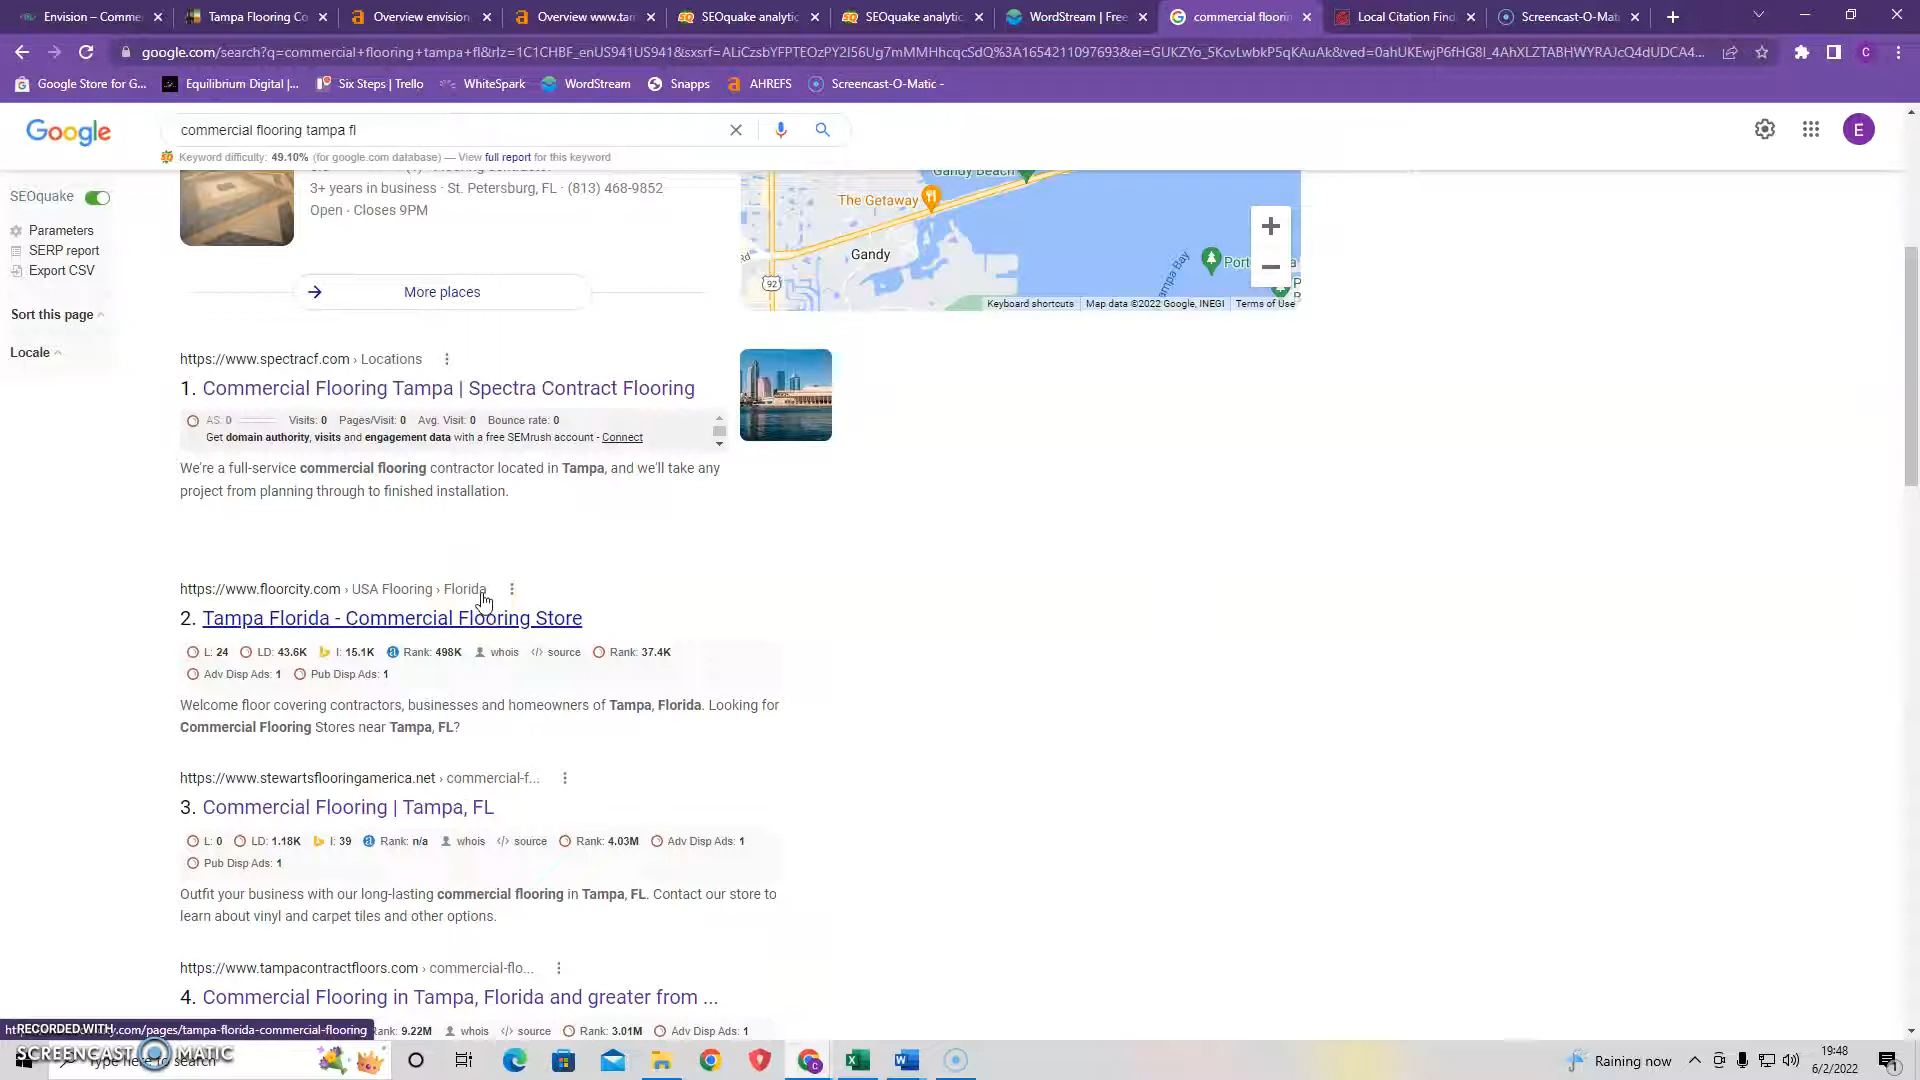 Envision – Comme
Tampa Flooring Co
Overview envision
Overview www.tam
SEOquake analytic
SEOquake analytic
WordStream | Free
commercial floorin
Local Citation Find
Screencast-O-Mati
google.com/search?q=commercial+flooring+tampa+fl&rlz=1C1CHBF_enUS941US941&sxsrf=ALiCzsbYFPTEOzPY2I56Ug7mMMHhcqcSdQ%3A1654211097693&ei=GUKZYo_5KcvLwbkP5qKAuAk&ved=0ahUKEwjP6fHG8I_4AhXLZTABHWYRAJcQ4dUDCA4...
Google Store for G...
Equilibrium Digital |...
Six Steps | Trello
WhiteSpark
WordStream
Snapps
AHREFS
Screencast-O-Matic -
Google
commercial flooring tampa fl
E
Keyword difficulty: 49.10% (for google.com database) — View full report for this keyword
SEOquake
Parameters
SERP report
Export CSV
Sort this page
Locale
3+ years in business · St. Petersburg, FL · (813) 468-9852
Open · Closes 9PM
More places
Gandy Beach
The Getaway
Gandy
Rd
92
Keyboard shortcuts
Map data ©2022 Google, INEGI
Terms of Use
https://www.spectracf.com › Locations
1. Commercial Flooring Tampa | Spectra Contract Flooring
AS: 0 Visits: 0 Pages/Visit: 0 Avg. Visit: 0 Bounce rate: 0
Get domain authority, visits and engagement data with a free SEMrush account - Connect
We're a full-service commercial flooring contractor located in Tampa, and we'll take any
project from planning through to finished installation.
https://www.floorcity.com › USA Flooring › Florida
2. Tampa Florida - Commercial Flooring Store
L: 24 LD: 43.6K I: 15.1K Rank: 498K whois source Rank: 37.4K
Adv Disp Ads: 1 Pub Disp Ads: 1
Welcome floor covering contractors, businesses and homeowners of Tampa, Florida. Looking for
Commercial Flooring Stores near Tampa, FL?
https://www.stewartsflooringamerica.net › commercial-f...
3. Commercial Flooring | Tampa, FL
L: 0 LD: 1.18K I: 39 Rank: n/a whois source Rank: 4.03M Adv Disp Ads: 1
Pub Disp Ads: 1
Outfit your business with our long-lasting commercial flooring in Tampa, FL. Contact our store to
learn about vinyl and carpet tiles and other options.
https://www.tampacontractfloors.com › commercial-flo...
4. Commercial Flooring in Tampa, Florida and greater from ...
Rank: 9.22M whois source Rank: 3.01M Adv Disp Ads: 1
.com/pages/tampa-florida-commercial-flooring
RECORDED WITH
SCREENCAST MATIC
Type here to search
Raining now
19:48
6/2/2022